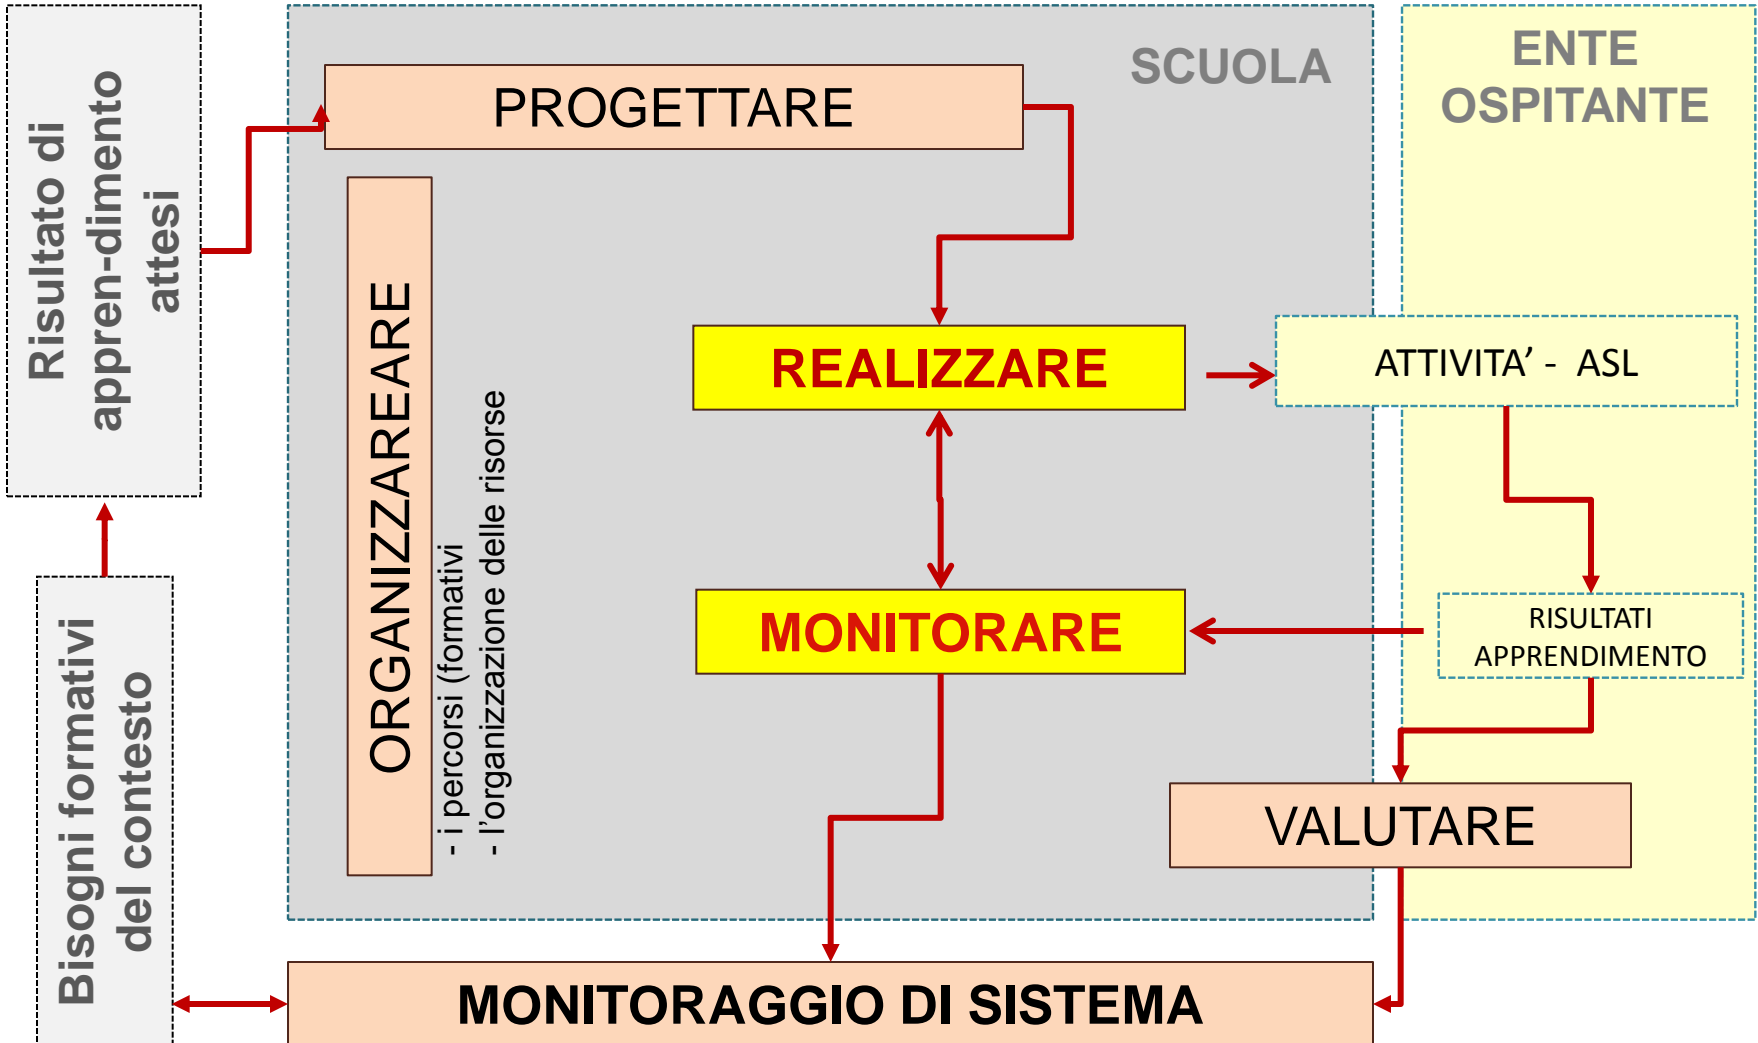 Risultato di
appren-dimento
attesi
Bisogni formativi
del contesto
SCUOLA
PROGETTARE
ORGANIZZAREARE
- i percorsi (formativi
- l'organizzazione delle risorse
REALIZZARE
MONITORARE
ENTE
OSPITANTE
ATTIVITA’ - ASL
RISULTATI
APPRENDIMENTO
VALUTARE
MONITORAGGIO DI SISTEMA